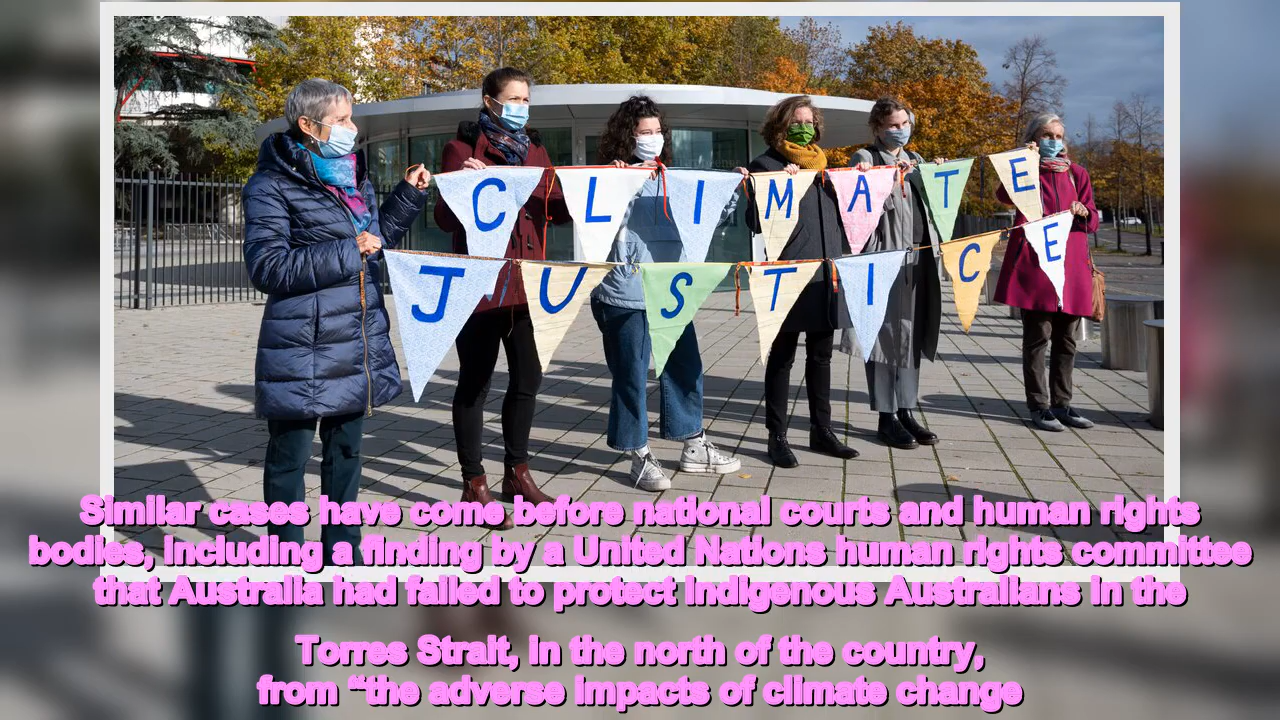 CLIMATE
JUSTICE
Similar cases have come before national courts and human rights
bodies, including a finding by a United Nations human rights committee
that Australia had failed to protect Indigenous Australians in the
Torres Strait, in the north of the country,
from “the adverse impacts of climate change